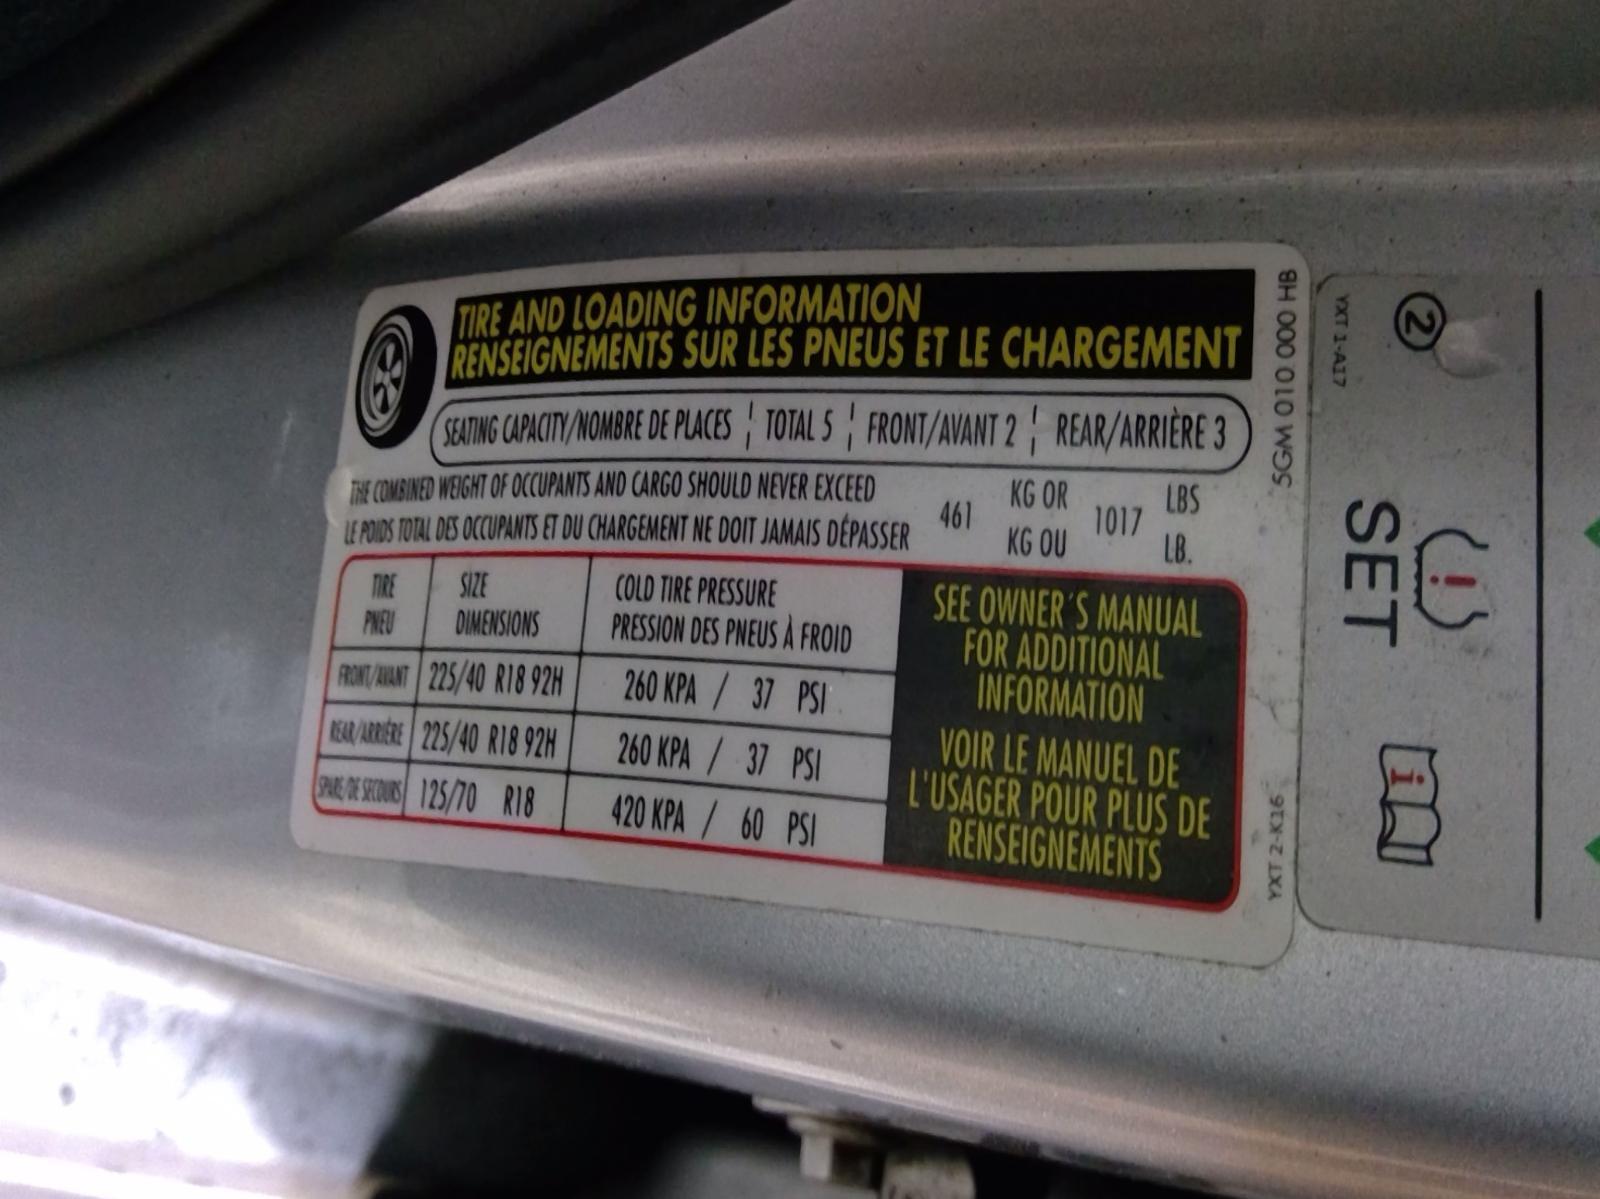 TIRE AND LOADING INFORMATION
RENSEIGNEMENTS SUR LES PNEUS ET LE CHARGEMENT
SEATING CAPACITY/NOMBRE DE PLACES ¦ TOTAL 5 ¦ FRONT/AVANT 2 ¦ REAR/ARRIÈRE 3
THE COMBINED WEIGHT OF OCCUPANTS AND CARGO SHOULD NEVER EXCEED
LE POIDS TOTAL DES OCCUPANTS ET DU CHARGEMENT NE DOIT JAMAIS DÉPASSER
461
KG OR
KG OU
1017
LBS
LB.
TIRE
PNEU
SIZE
DIMENSIONS
COLD TIRE PRESSURE
PRESSION DES PNEUS À FROID
FRONT/AVANT 225/40 R18 92H 260 KPA / 37 PSI
REAR/ARRIÈRE 225/40 R18 92H 260 KPA / 37 PSI
SPARE/DE SECOURS 125/70 R18 420 KPA / 60 PSI
SEE OWNER'S MANUAL
FOR ADDITIONAL
INFORMATION
VOIR LE MANUEL DE
L'USAGER POUR PLUS DE
RENSEIGNEMENTS
5GM 010 000 HB
YXT 2-K16
YXT 1-A17
2
SET